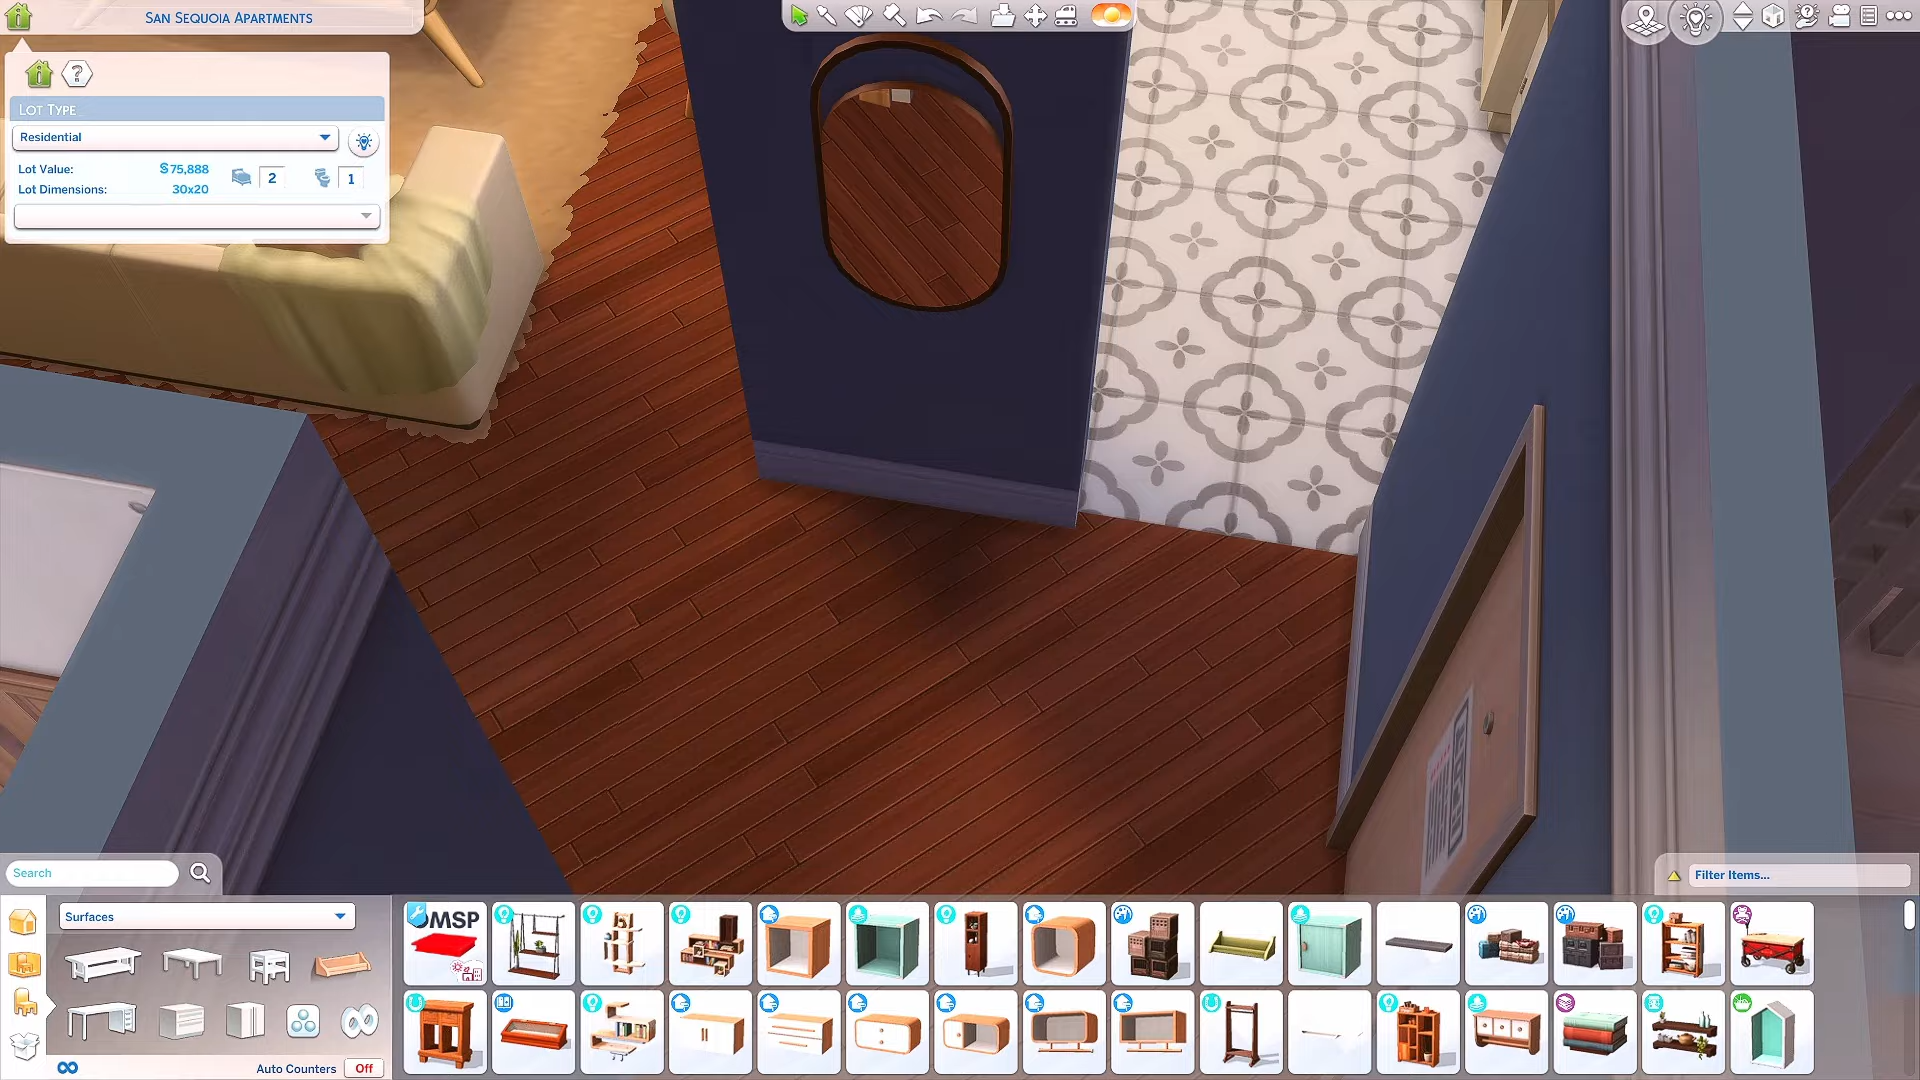 San Sequoia Apartments
?
Lot Type
Residential
Lot Value: §75,888
2
1
Lot Dimensions: 30x20
Search
Filter Items...
Surfaces
OMSP
Auto Counters
Off